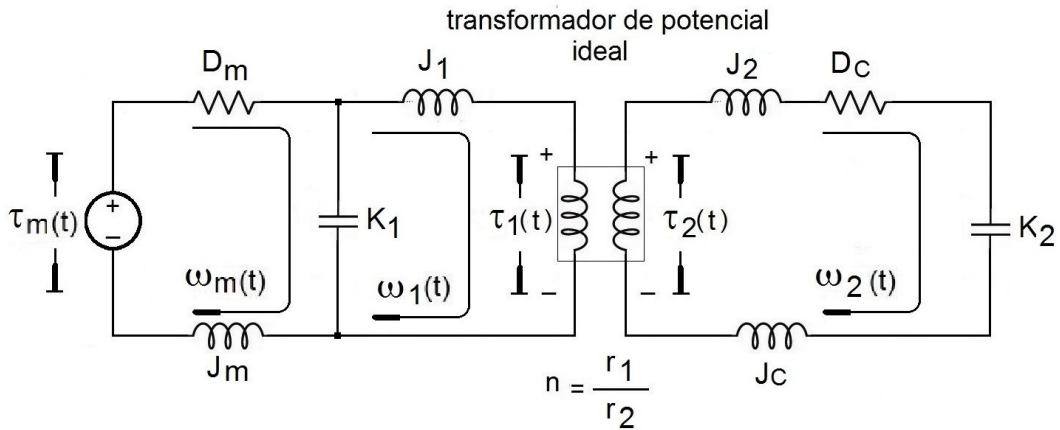 transformador de potencial
ideal
Dm
J1
J2
Dc
+
+
+
−
τm(t)
K1
τ1(t)
τ2(t)
K2
ωm(t)
ω1(t)
−
−
ω2(t)
Jm
Jc
n = r1
r2